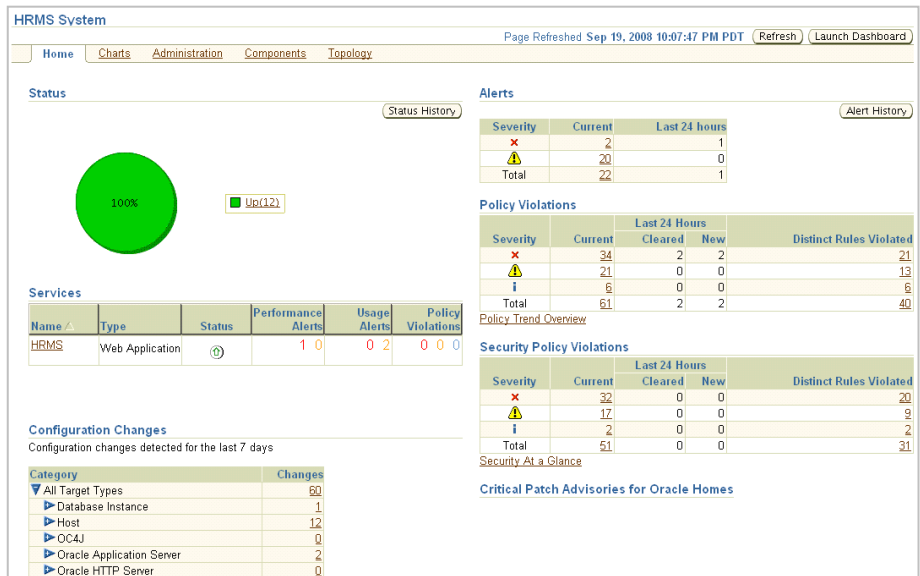 HRMS System
Page Refreshed Sep 19, 2008 10:07:47 PM PDT Refresh Launch Dashboard
Home Charts Administration Components Topology
Status
Status History
100%
Up(12)
Services
Name Type Status Performance Alerts Usage Alerts Policy Violations
HRMS Web Application 1 0 0 2 0 0 0
Configuration Changes
Configuration changes detected for the last 7 days
Category Changes
All Target Types 60
Database Instance 1
Host 12
OC4J 0
Oracle Application Server 2
Oracle HTTP Server 0
Alerts
Alert History
Severity Current Last 24 hours
2 1
20 0
Total 22 1
Policy Violations
Last 24 Hours
Severity Current Cleared New Distinct Rules Violated
34 2 2 21
21 0 0 13
6 0 0 6
Total 61 2 2 40
Policy Trend Overview
Security Policy Violations
Last 24 Hours
Severity Current Cleared New Distinct Rules Violated
32 0 0 20
17 0 0 9
2 0 0 2
Total 51 0 0 31
Security At a Glance
Critical Patch Advisories for Oracle Homes